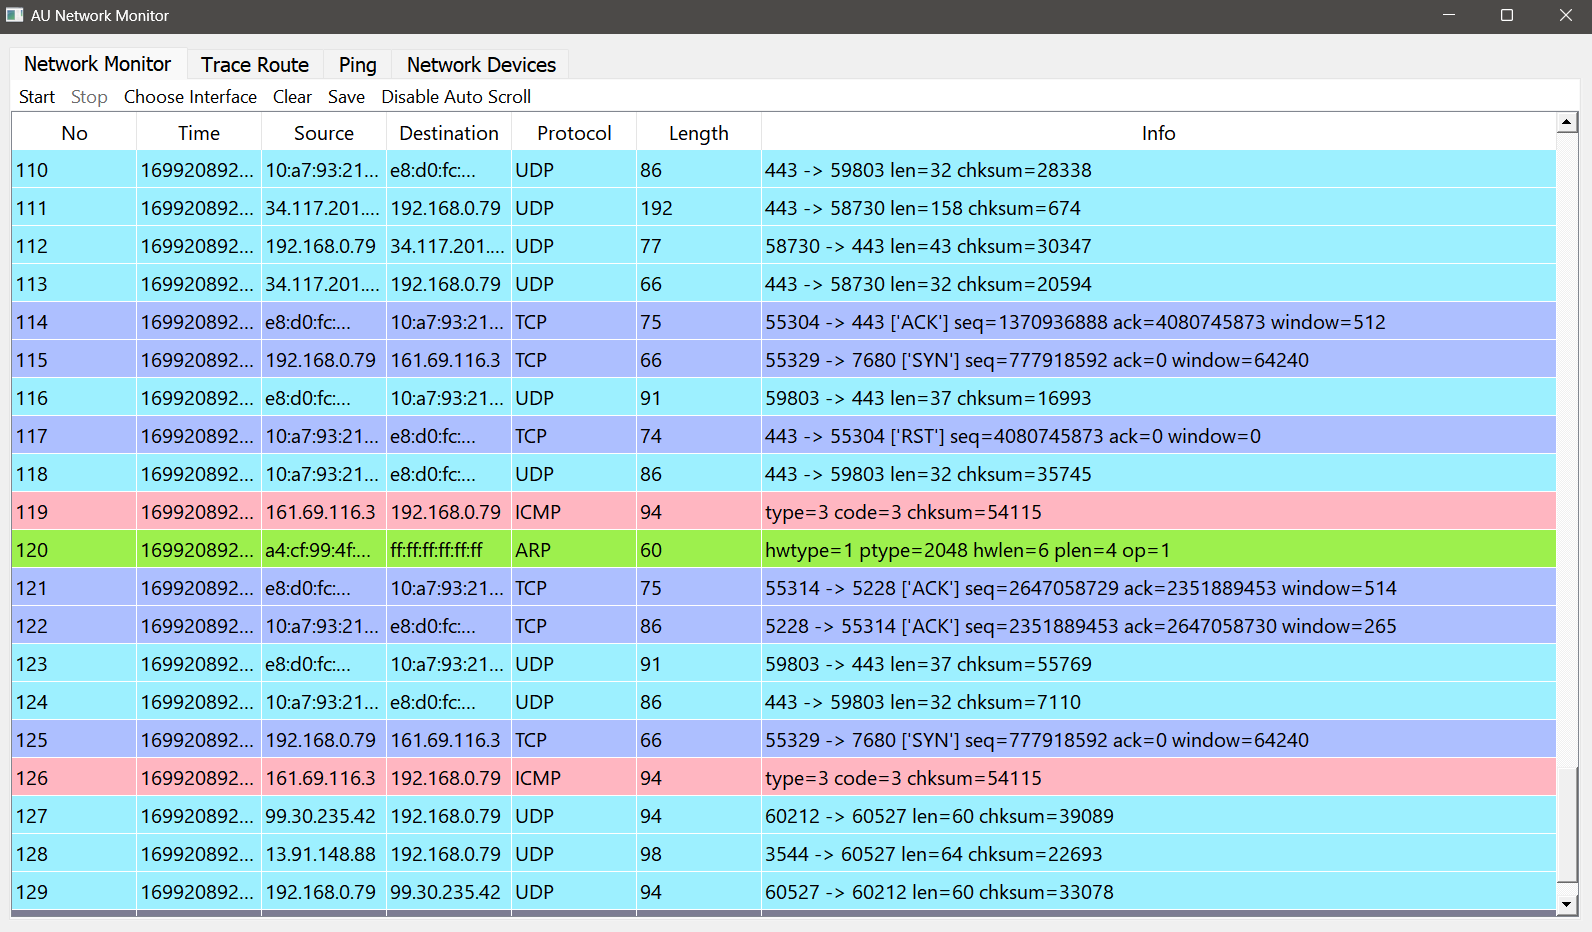 AU Network Monitor
Network Monitor Trace Route Ping Network Devices
Start Stop Choose Interface Clear Save Disable Auto Scroll
No Time Source Destination Protocol Length Info
110 169920892... 10:a7:93:21... e8:d0:fc:... UDP 86 443 -> 59803 len=32 chksum=28338
111 169920892... 34.117.201.... 192.168.0.79 UDP 192 443 -> 58730 len=158 chksum=674
112 169920892... 192.168.0.79 34.117.201.... UDP 77 58730 -> 443 len=43 chksum=30347
113 169920892... 34.117.201.... 192.168.0.79 UDP 66 443 -> 58730 len=32 chksum=20594
114 169920892... e8:d0:fc:... 10:a7:93:21... TCP 75 55304 -> 443 ['ACK'] seq=1370936888 ack=4080745873 window=512
115 169920892... 192.168.0.79 161.69.116.3 TCP 66 55329 -> 7680 ['SYN'] seq=777918592 ack=0 window=64240
116 169920892... e8:d0:fc:... 10:a7:93:21... UDP 91 59803 -> 443 len=37 chksum=16993
117 169920892... 10:a7:93:21... e8:d0:fc:... TCP 74 443 -> 55304 ['RST'] seq=4080745873 ack=0 window=0
118 169920892... 10:a7:93:21... e8:d0:fc:... UDP 86 443 -> 59803 len=32 chksum=35745
119 169920892... 161.69.116.3 192.168.0.79 ICMP 94 type=3 code=3 chksum=54115
120 169920892... a4:cf:99:4f:... ff:ff:ff:ff:ff:ff ARP 60 hwtype=1 ptype=2048 hwlen=6 plen=4 op=1
121 169920892... e8:d0:fc:... 10:a7:93:21... TCP 75 55314 -> 5228 ['ACK'] seq=2647058729 ack=2351889453 window=514
122 169920892... 10:a7:93:21... e8:d0:fc:... TCP 86 5228 -> 55314 ['ACK'] seq=2351889453 ack=2647058730 window=265
123 169920892... e8:d0:fc:... 10:a7:93:21... UDP 91 59803 -> 443 len=37 chksum=55769
124 169920892... 10:a7:93:21... e8:d0:fc:... UDP 86 443 -> 59803 len=32 chksum=7110
125 169920892... 192.168.0.79 161.69.116.3 TCP 66 55329 -> 7680 ['SYN'] seq=777918592 ack=0 window=64240
126 169920892... 161.69.116.3 192.168.0.79 ICMP 94 type=3 code=3 chksum=54115
127 169920892... 99.30.235.42 192.168.0.79 UDP 94 60212 -> 60527 len=60 chksum=39089
128 169920892... 13.91.148.88 192.168.0.79 UDP 98 3544 -> 60527 len=64 chksum=22693
129 169920892... 192.168.0.79 99.30.235.42 UDP 94 60527 -> 60212 len=60 chksum=33078